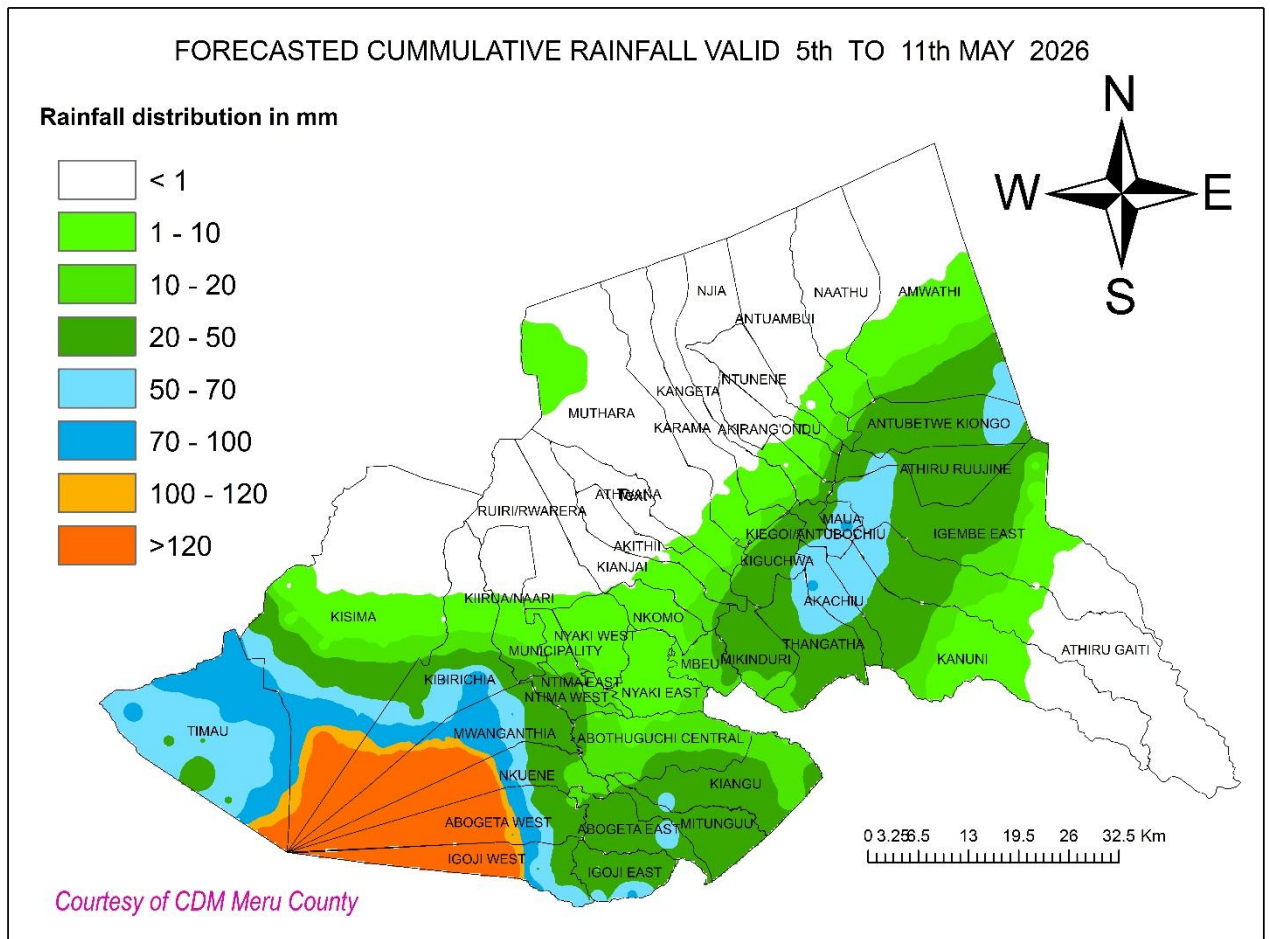 FORECASTED CUMMULATIVE RAINFALL VALID 5th TO 11th MAY 2026
Rainfall distribution in mm
< 1
1 - 10
10 - 20
20 - 50
50 - 70
70 - 100
100 - 120
>120
N
W
E
S
NJIA
NAATHU
AMWATHI
ANTUAMBUI
NTUNENE
KANGETA
MUTHARA
KARAMA
AKIRANG'ONDU
ANTUBETWE KIONGO
ATHIRU RUUJINE
ATHWANA
Text
RUIRI/RWARERA
MAUA
KIEGOI/ANTUBOCHIU
IGEMBE EAST
AKITHII
KIANJAI
KIGUCHWA
KIIRUA/NAARI
AKACHIU
KISIMA
NKOMO
NYAKI WEST
MUNICIPALITY
THANGATHA
MBEU
MIKINDURI
KANUNI
ATHIRU GAITI
KIBIRICHIA
NTIMA EAST
NTIMA WEST
NYAKI EAST
TIMAU
MWANGANTHIA
ABOTHUGUCHI CENTRAL
NKUENE
KIANGU
ABOGETA WEST
ABOGETA EAST
MITUNGUU
IGOJI WEST
IGOJI EAST
0 3.25 6.5 13 19.5 26 32.5 Km
Courtesy of CDM Meru County